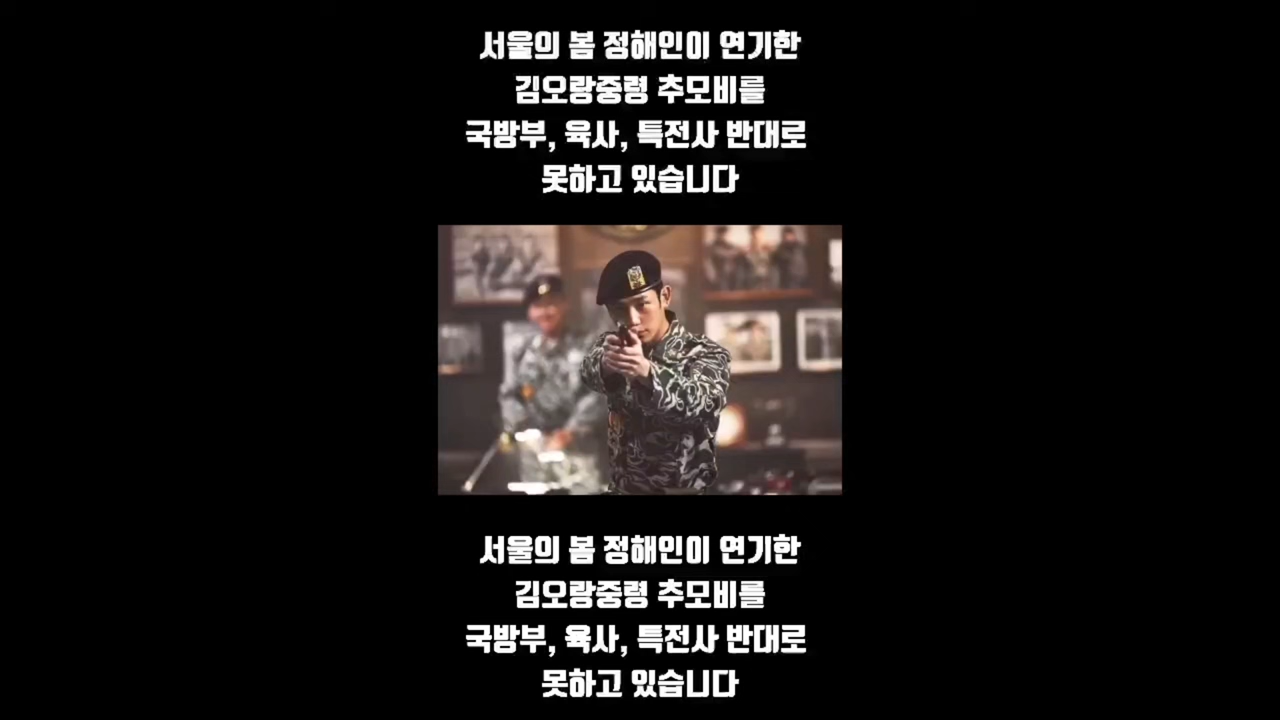 서울의 봄 정해인이 연기한
김오랑중령 추모비를
국방부, 육사, 특전사 반대로
못하고 있습니다
서울의 봄 정해인이 연기한
김오랑중령 추모비를
국방부, 육사, 특전사 반대로
못하고 있습니다